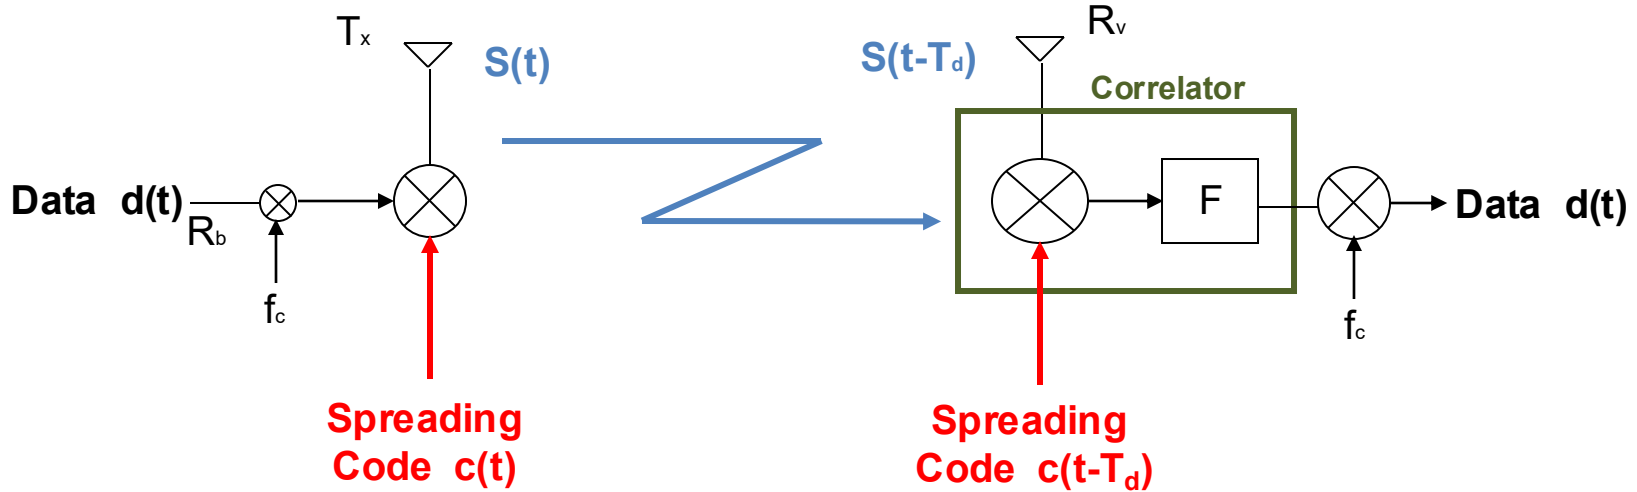 Tx
S(t)
S(t-Td)
Rv
Correlator
Data d(t)
Rb
fc
F
Data d(t)
fc
Spreading
Code c(t)
Spreading
Code c(t-Td)